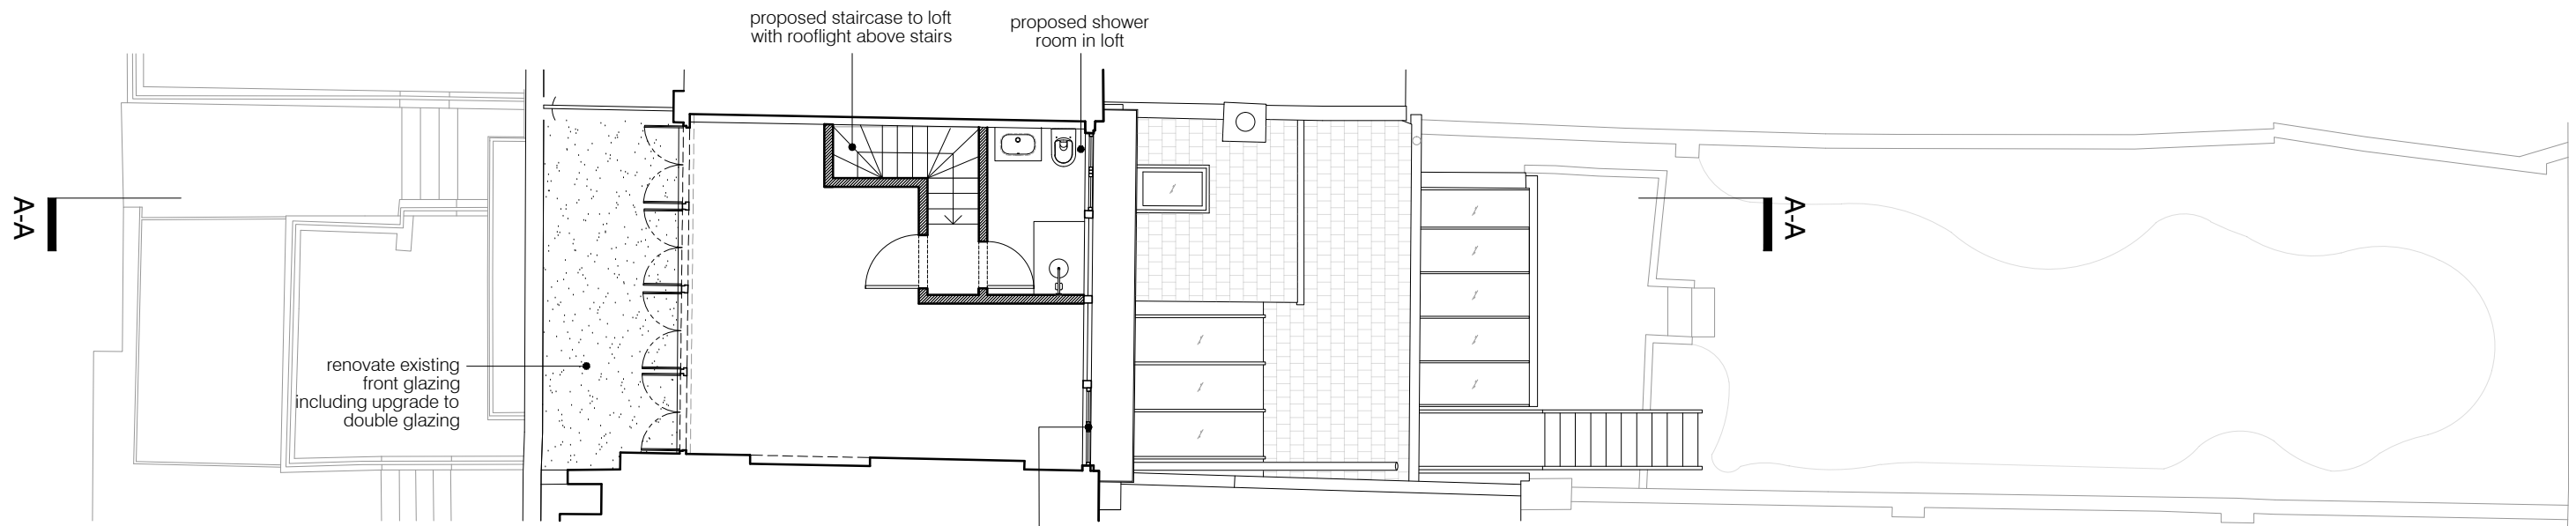 proposed staircase to loft
with rooflight above stairs
proposed shower
room in loft
A-A
A-A
renovate existing
front glazing
including upgrade to
double glazing